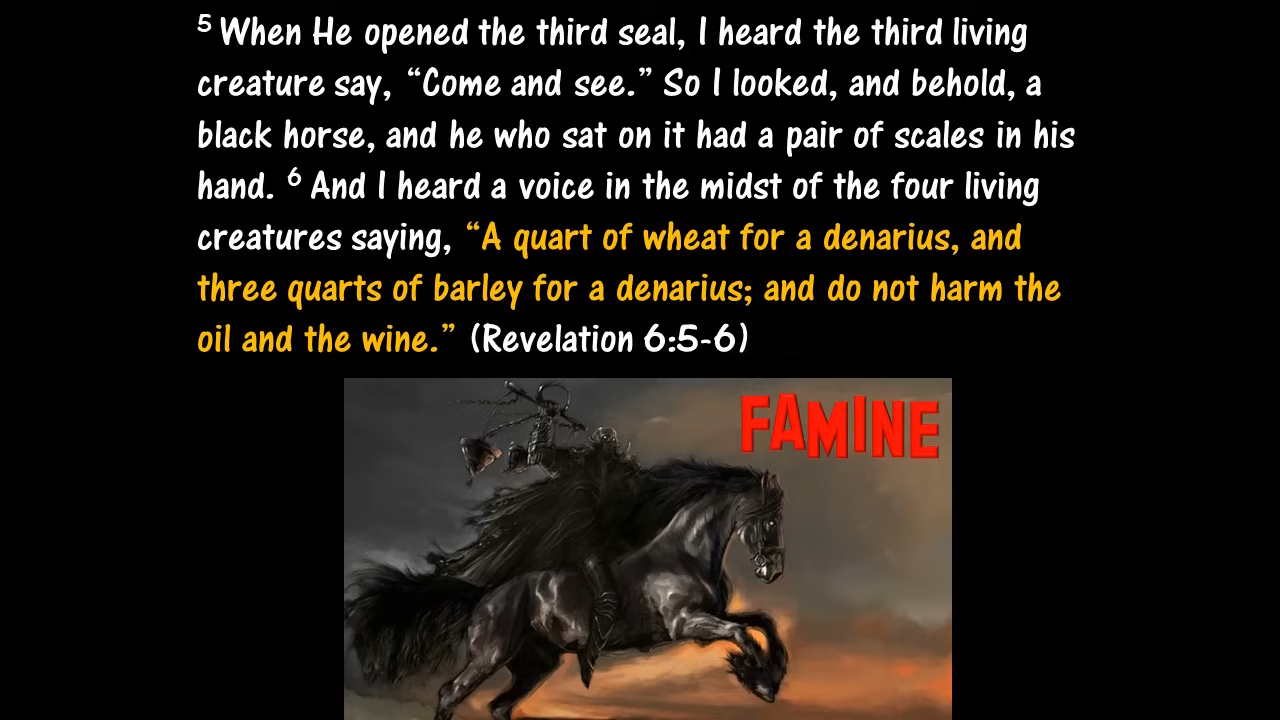 5 When He opened the third seal, I heard the third living
creature say, “Come and see.” So I looked, and behold, a
black horse, and he who sat on it had a pair of scales in his
hand. 6 And I heard a voice in the midst of the four living
creatures saying, “A quart of wheat for a denarius, and
three quarts of barley for a denarius; and do not harm the
oil and the wine.” (Revelation 6:5-6)
FAMINE